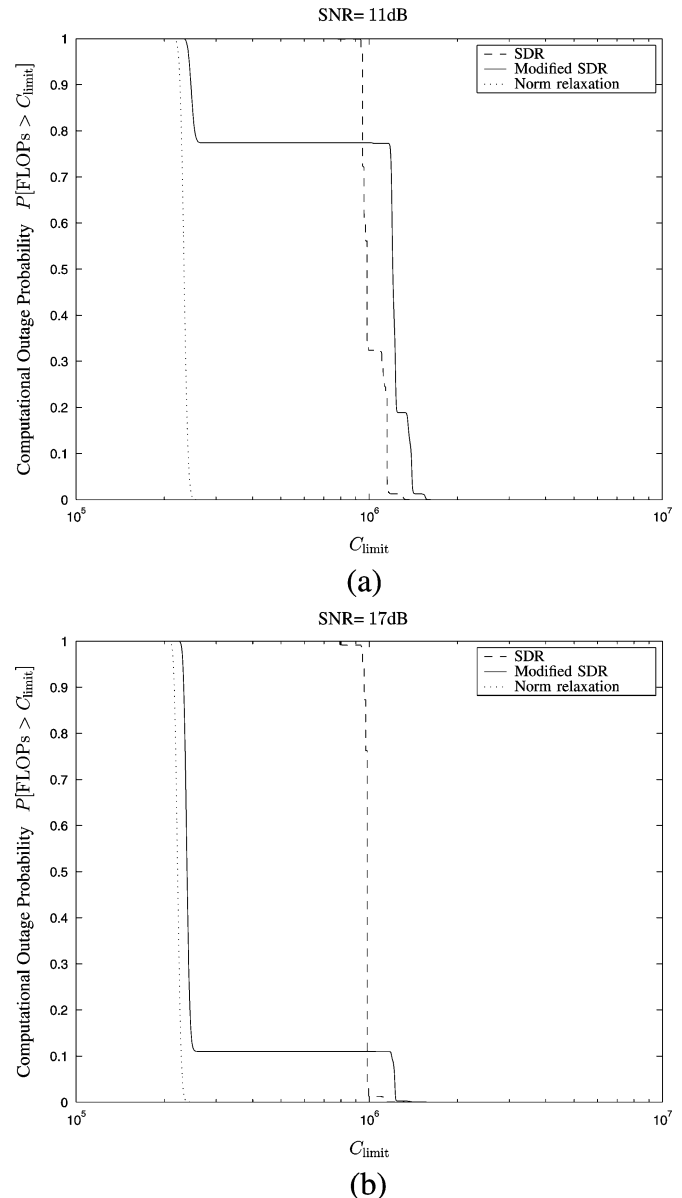 SNR= 11dB
SDR
Modified SDR
Norm relaxation
1
0.9
0.8
0.7
0.6
0.5
0.4
0.3
0.2
0.1
0
Computational Outage Probability P[FLOPs > C_limit]
10^5
10^6
10^7
C_limit
(a)
SNR= 17dB
SDR
Modified SDR
Norm relaxation
1
0.9
0.8
0.7
0.6
0.5
0.4
0.3
0.2
0.1
0
Computational Outage Probability P[FLOPs > C_limit]
10^5
10^6
10^7
C_limit
(b)